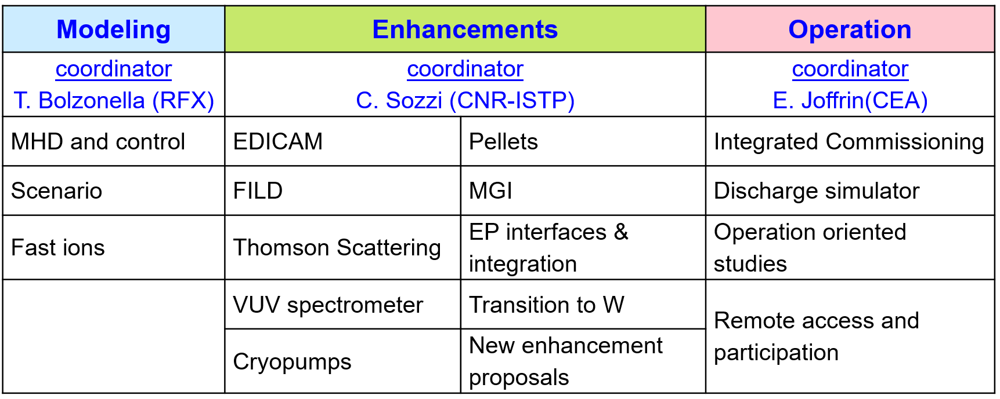 Modeling
Enhancements
Operation
coordinator
T. Bolzonella (RFX)
coordinator
C. Sozzi (CNR-ISTP)
coordinator
E. Joffrin(CEA)
MHD and control
EDICAM
Pellets
Integrated Commissioning
Scenario
FILD
MGI
Discharge simulator
Fast ions
Thomson Scattering
EP interfaces &
integration
Operation oriented
studies
VUV spectrometer
Transition to W
Remote access and
participation
Cryopumps
New enhancement
proposals